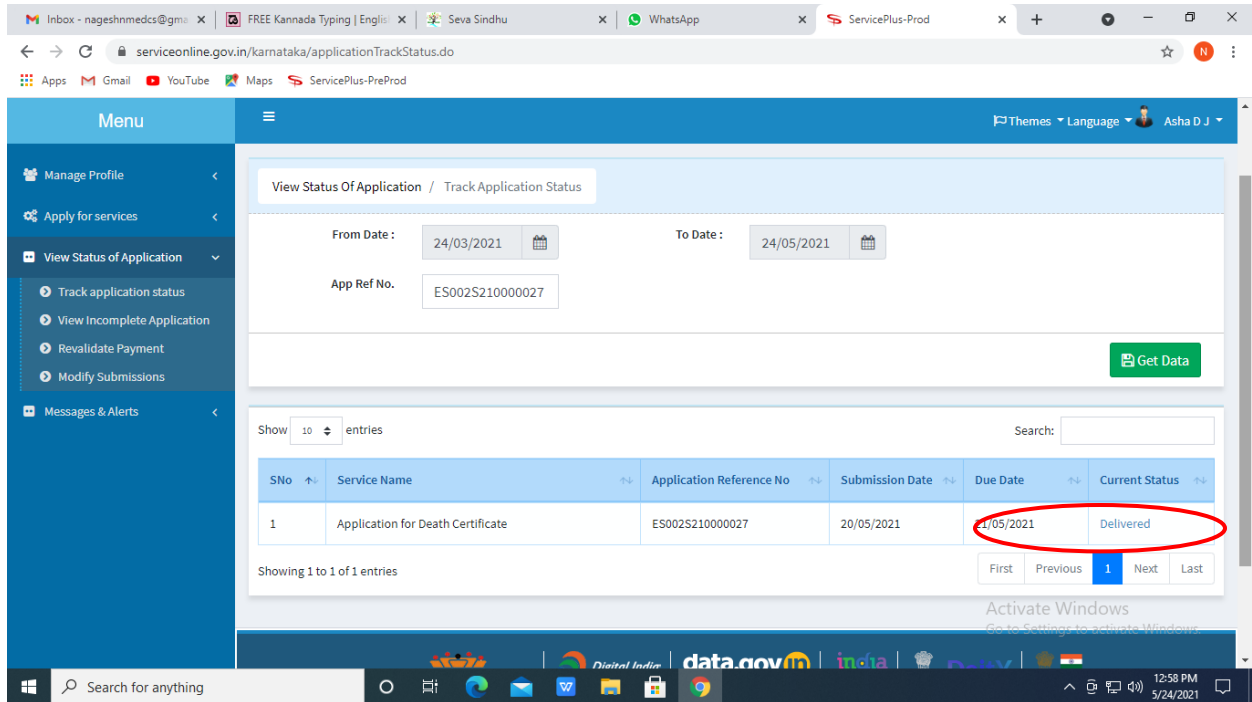 Inbox - nageshnmedcs@gma
FREE Kannada Typing | Englis
Seva Sindhu
WhatsApp
ServicePlus-Prod
serviceonline.gov.in/karnataka/applicationTrackStatus.do
N
Apps
Gmail
YouTube
Maps
ServicePlus-PreProd
Menu
Themes
Language
Asha D J
Manage Profile
Apply for services
View Status of Application
Track application status
View Incomplete Application
Revalidate Payment
Modify Submissions
Messages & Alerts
View Status Of Application / Track Application Status
From Date :
24/03/2021
To Date :
24/05/2021
App Ref No.
ES002S210000027
Get Data
Show 10 entries
Search:
SNo Service Name Application Reference No Submission Date Due Date Current Status
1 Application for Death Certificate ES002S210000027 20/05/2021 21/05/2021 Delivered
Showing 1 to 1 of 1 entries
First Previous 1 Next Last
Activate Windows
Go to Settings to activate Windows.
Digital India
data.gov in
india
Search for anything
12:58 PM
5/24/2021